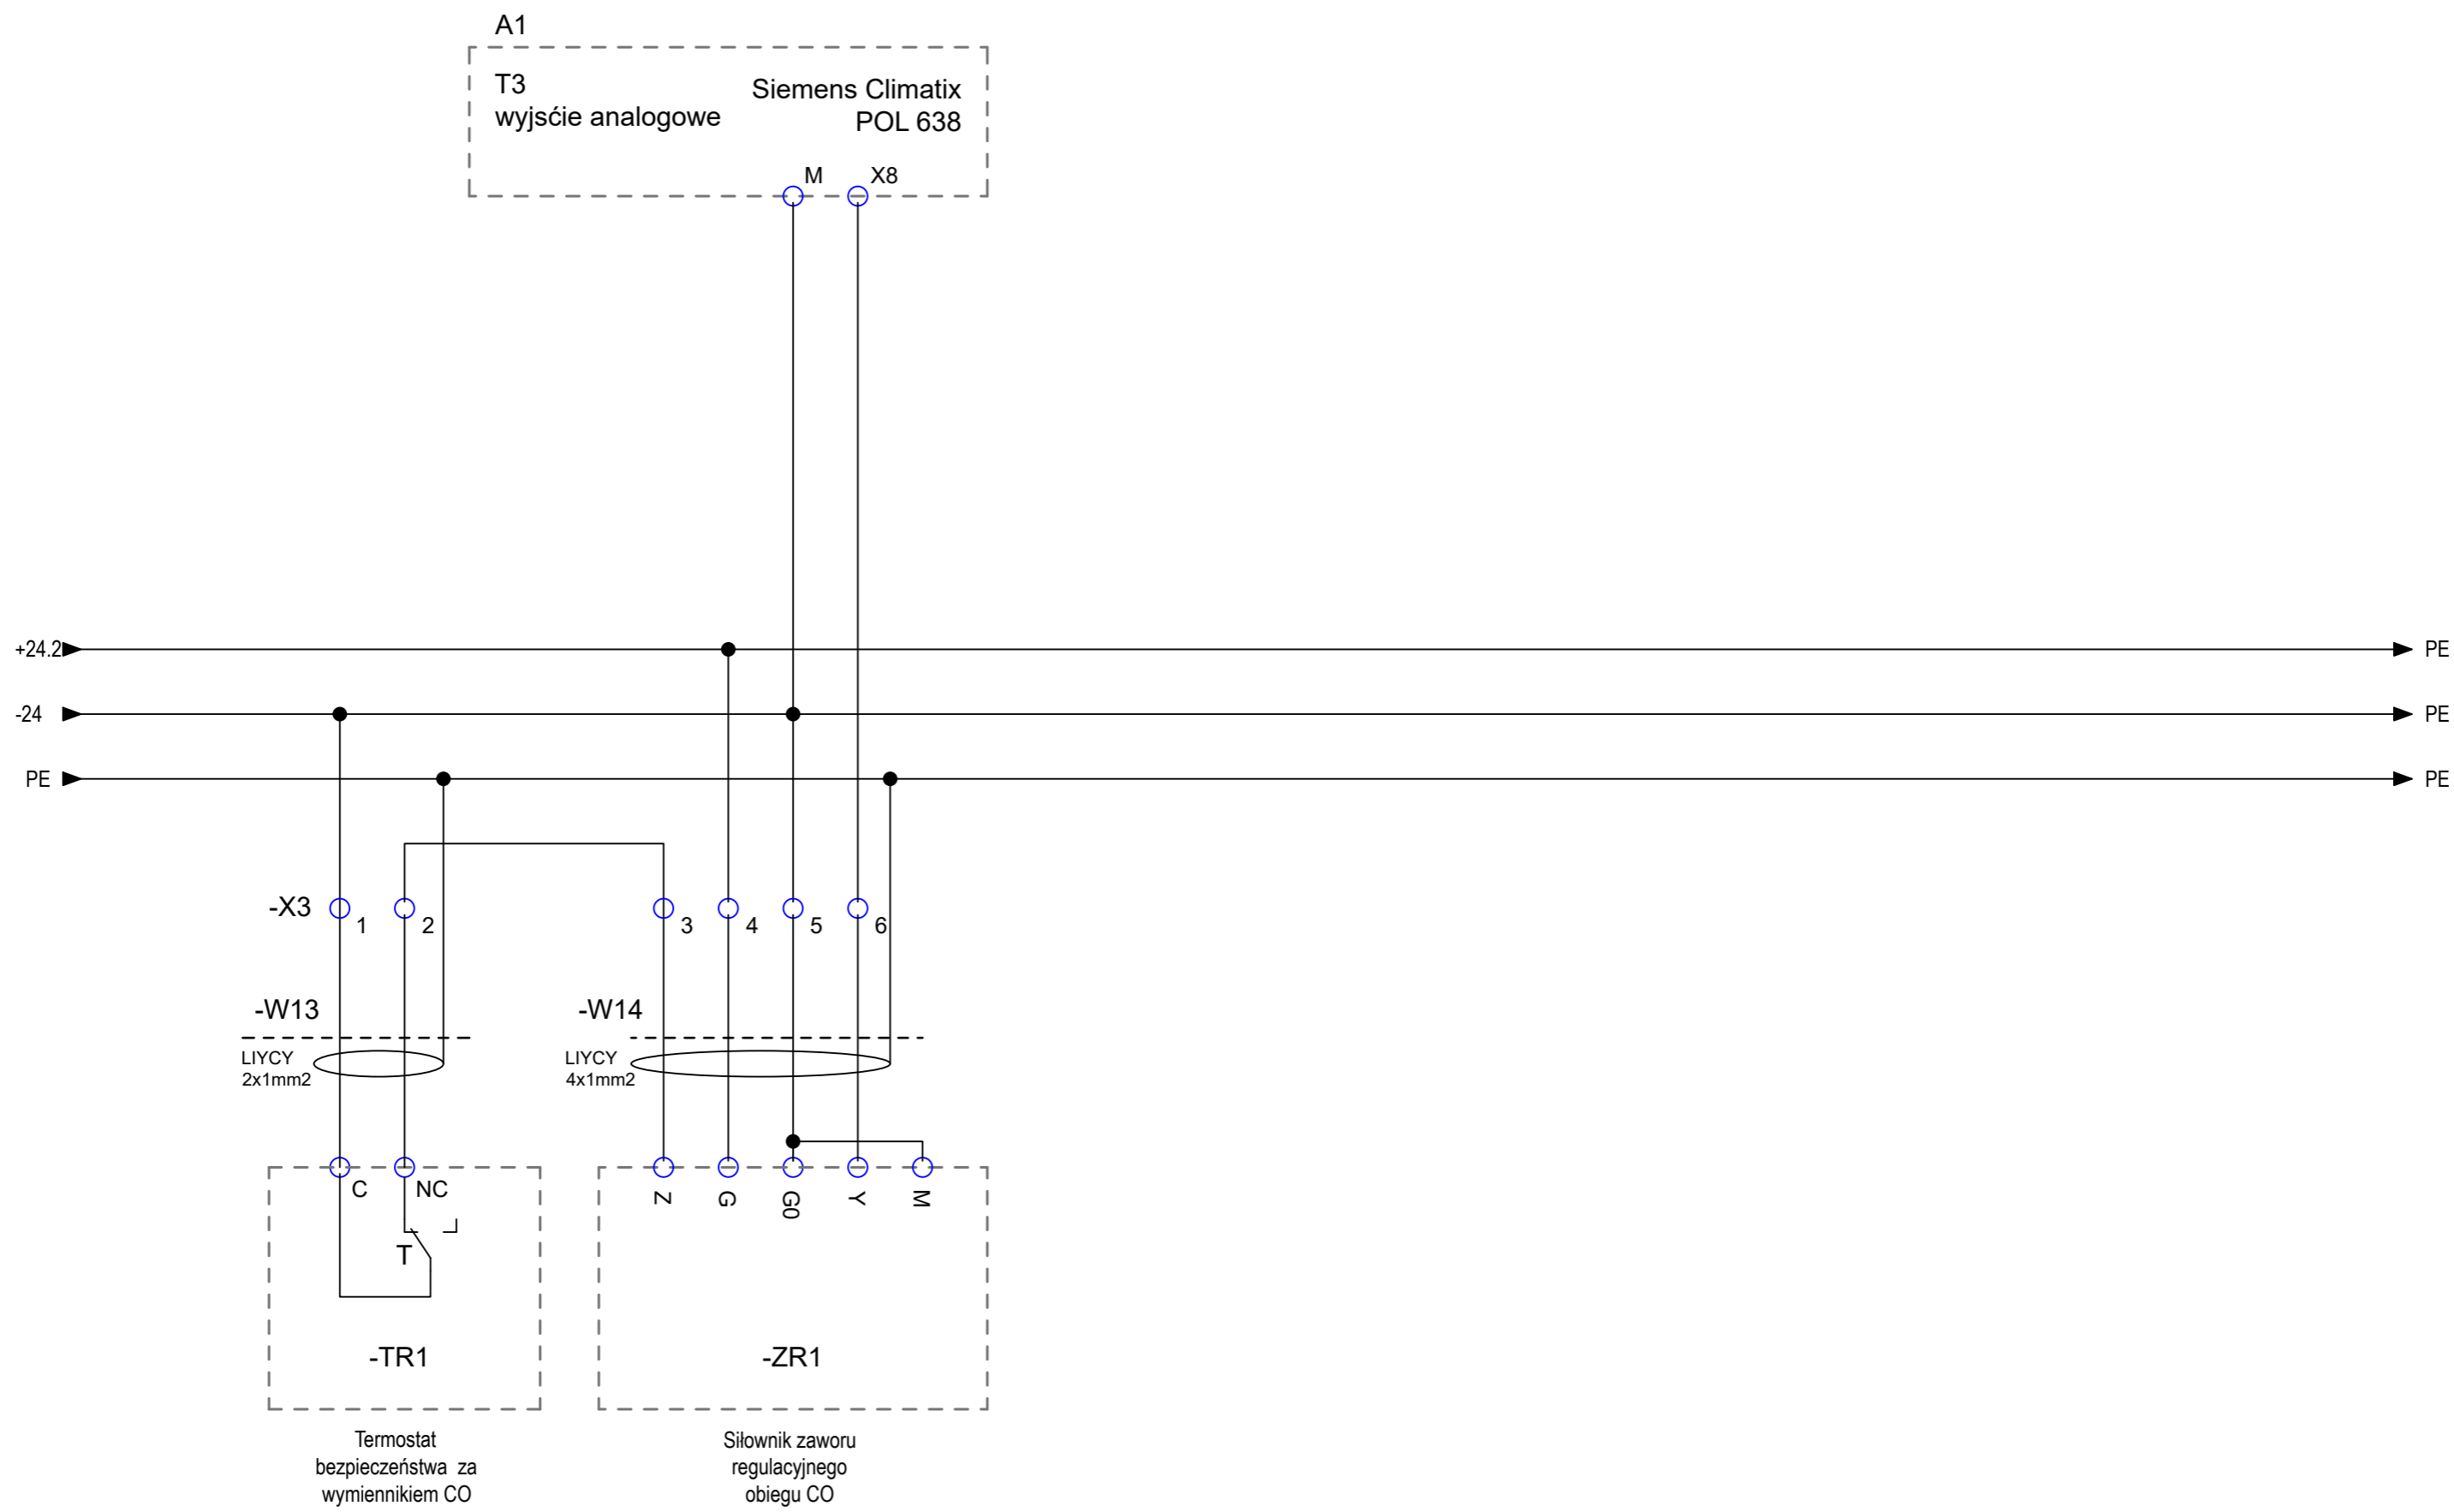 A1
T3
wyjsćie analogowe
Siemens Climatix
POL 638
M
X8
+24.2
PE
-24
PE
PE
PE
-X3
1
2
3
4
5
6
-W13
-W14
LIYCY
2x1mm2
LIYCY
4x1mm2
C
NC
Z
G
G0
Y
M
T
-TR1
-ZR1
Termostat
bezpieczeństwa za
wymiennikiem CO
Siłownik zaworu
regulacyjnego
obiegu CO